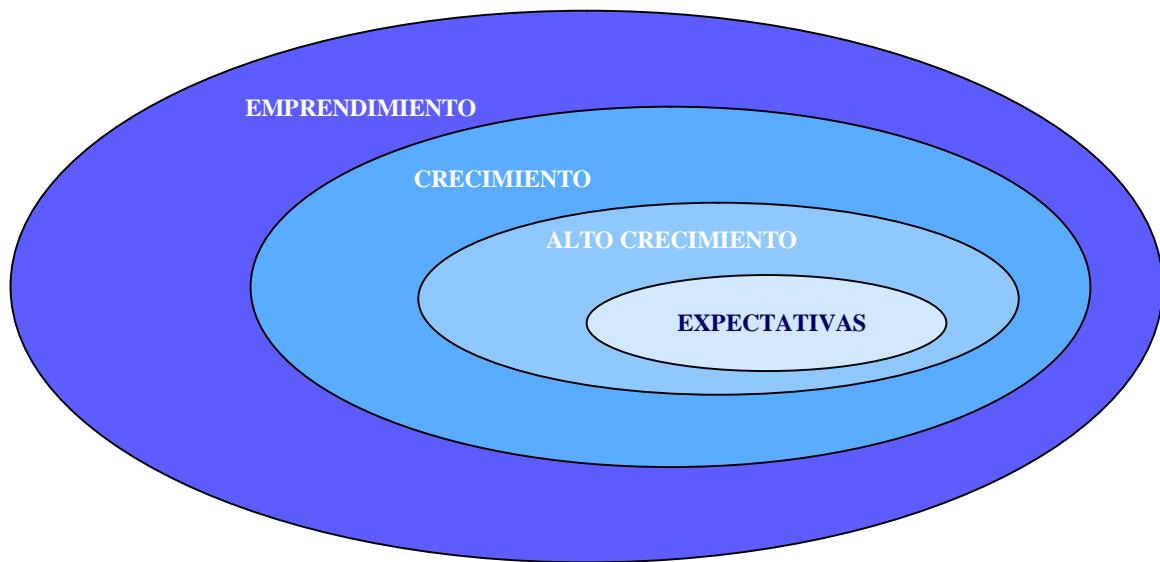 EMPRENDIMIENTO
CRECIMIENTO
ALTO CRECIMIENTO
EXPECTATIVAS